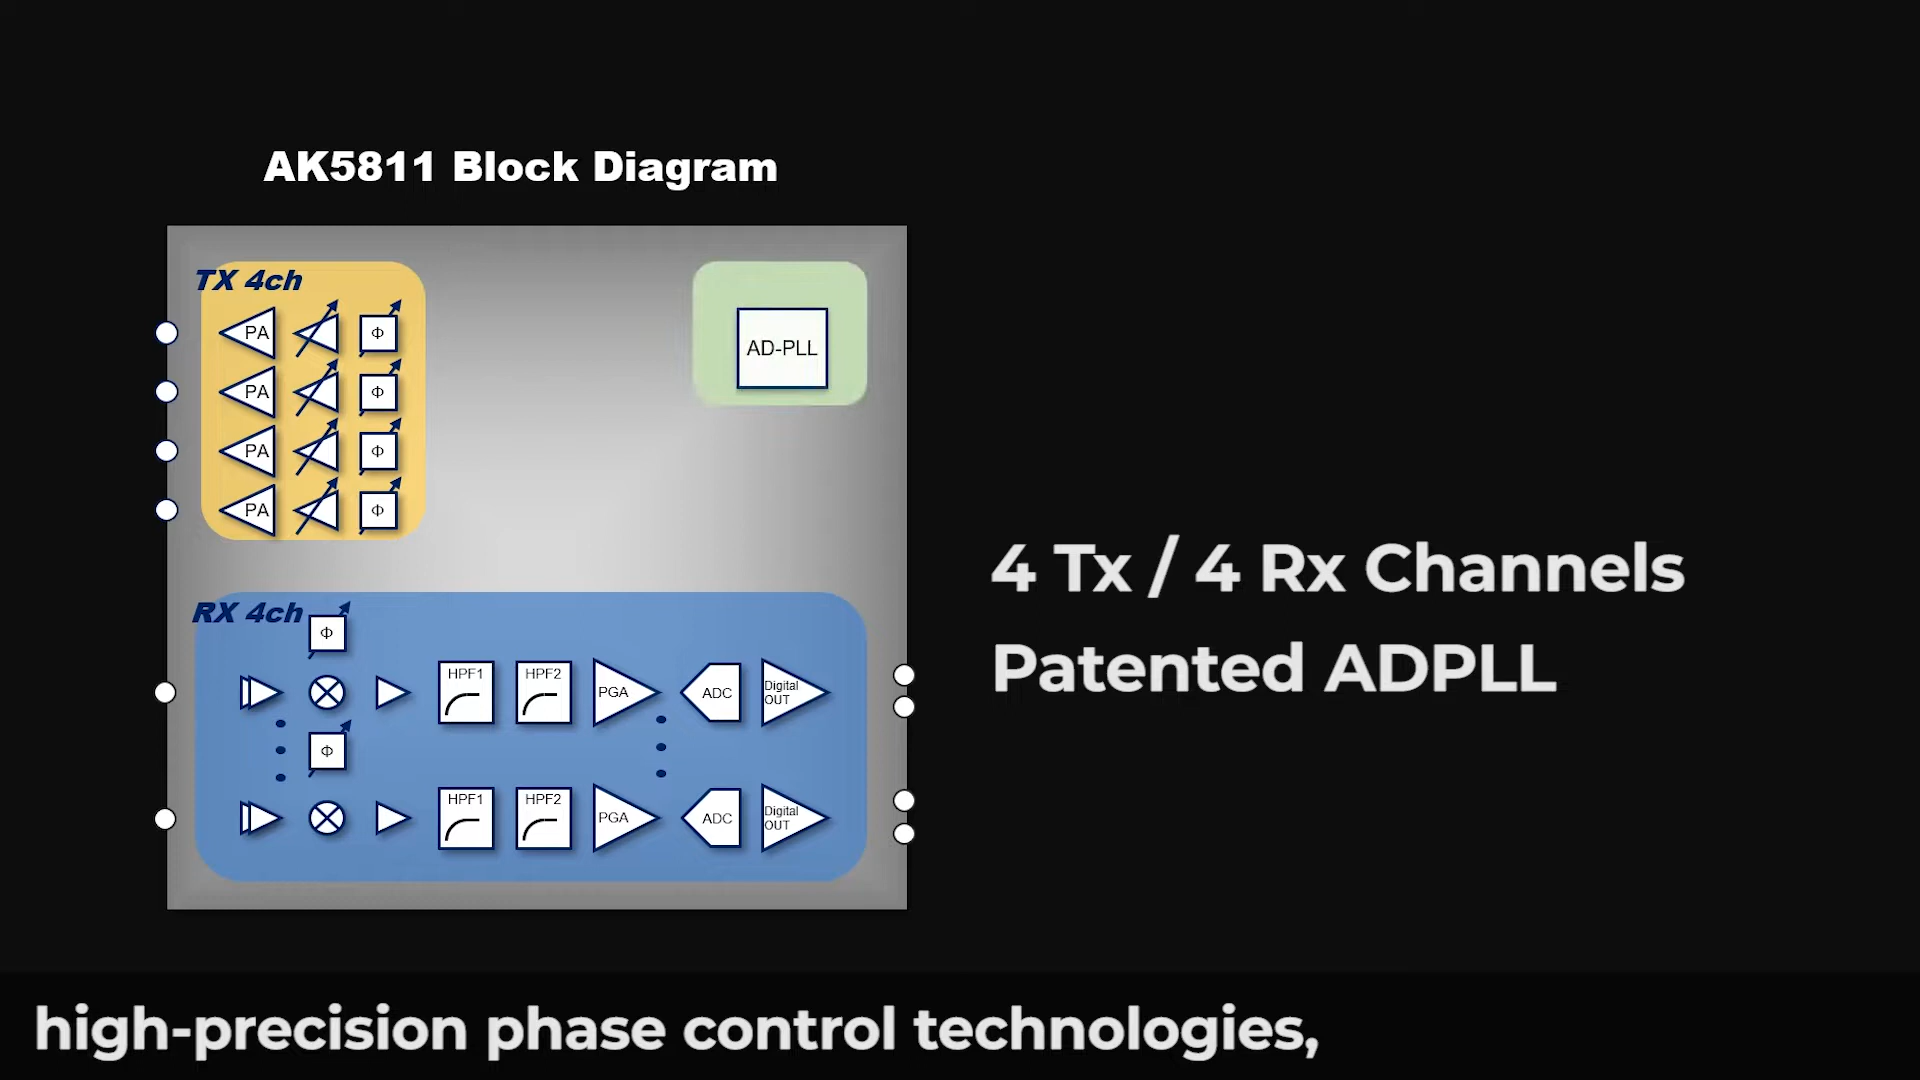 AK5811 Block Diagram
TX 4ch
PA Φ
PA Φ
PA Φ
PA Φ
AD-PLL
RX 4ch
Φ
HPF1 HPF2 PGA ADC Digital OUT
Φ
HPF1 HPF2 PGA ADC Digital OUT
4 Tx / 4 Rx Channels
Patented ADPLL
high-precision phase control technologies,